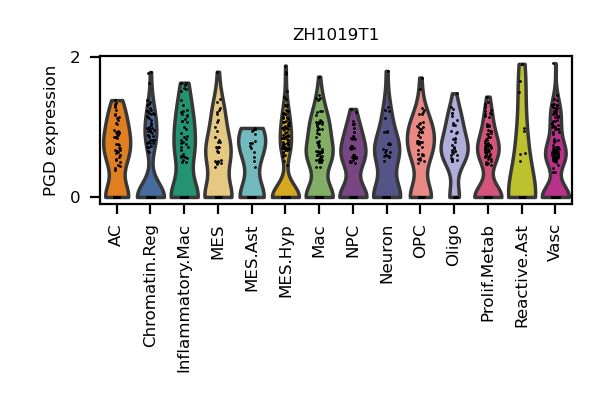 ZH1019T1
PGD expression
2
0
AC
Chromatin.Reg
Inflammatory.Mac
MES
MES.Ast
MES.Hyp
Mac
NPC
Neuron
OPC
Oligo
Prolif.Metab
Reactive.Ast
Vasc